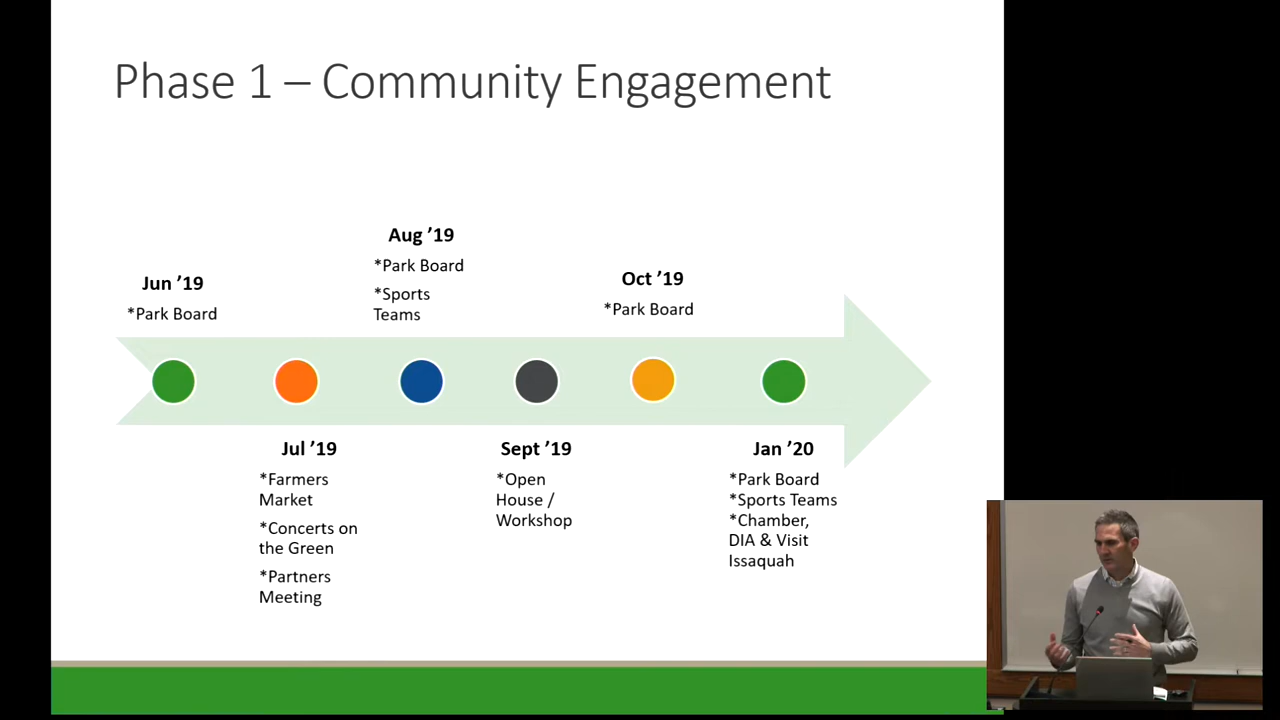 Phase 1 – Community Engagement
Jun ’19
*Park Board
Jul ’19
*Farmers
Market
*Concerts on
the Green
*Partners
Meeting
Aug ’19
*Park Board
*Sports
Teams
Sept ’19
*Open
House /
Workshop
Oct ’19
*Park Board
Jan ’20
*Park Board
*Sports Teams
*Chamber,
DIA & Visit
Issaquah